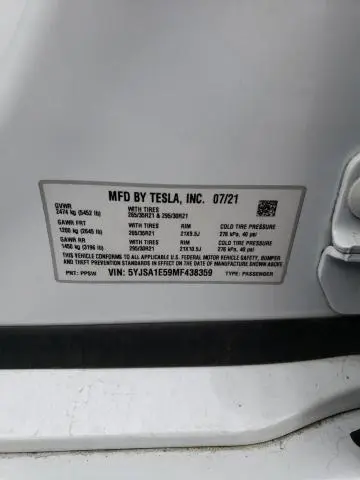 MFD BY TESLA, INC. 07/21
GVWR
2474 kg (5452 lb) WITH TIRES 265/35R21 & 295/30R21
GAWR FRT
1200 kg (2645 lb) WITH TIRES 265/35R21 RIM 21X9.5J COLD TIRE PRESSURE 276 kPa, 40 psi
GAWR RR
1450 kg (3196 lb) WITH TIRES 295/30R21 RIM 21X10.5J COLD TIRE PRESSURE 276 kPa, 40 psi
THIS VEHICLE CONFORMS TO ALL APPLICABLE U.S. FEDERAL MOTOR VEHICLE SAFETY, BUMPER
AND THEFT PREVENTION STANDARDS IN EFFECT ON THE DATE OF MANUFACTURE SHOWN ABOVE.
PNT: PPSW VIN: 5YJSA1E59MF438359 TYPE: PASSENGER